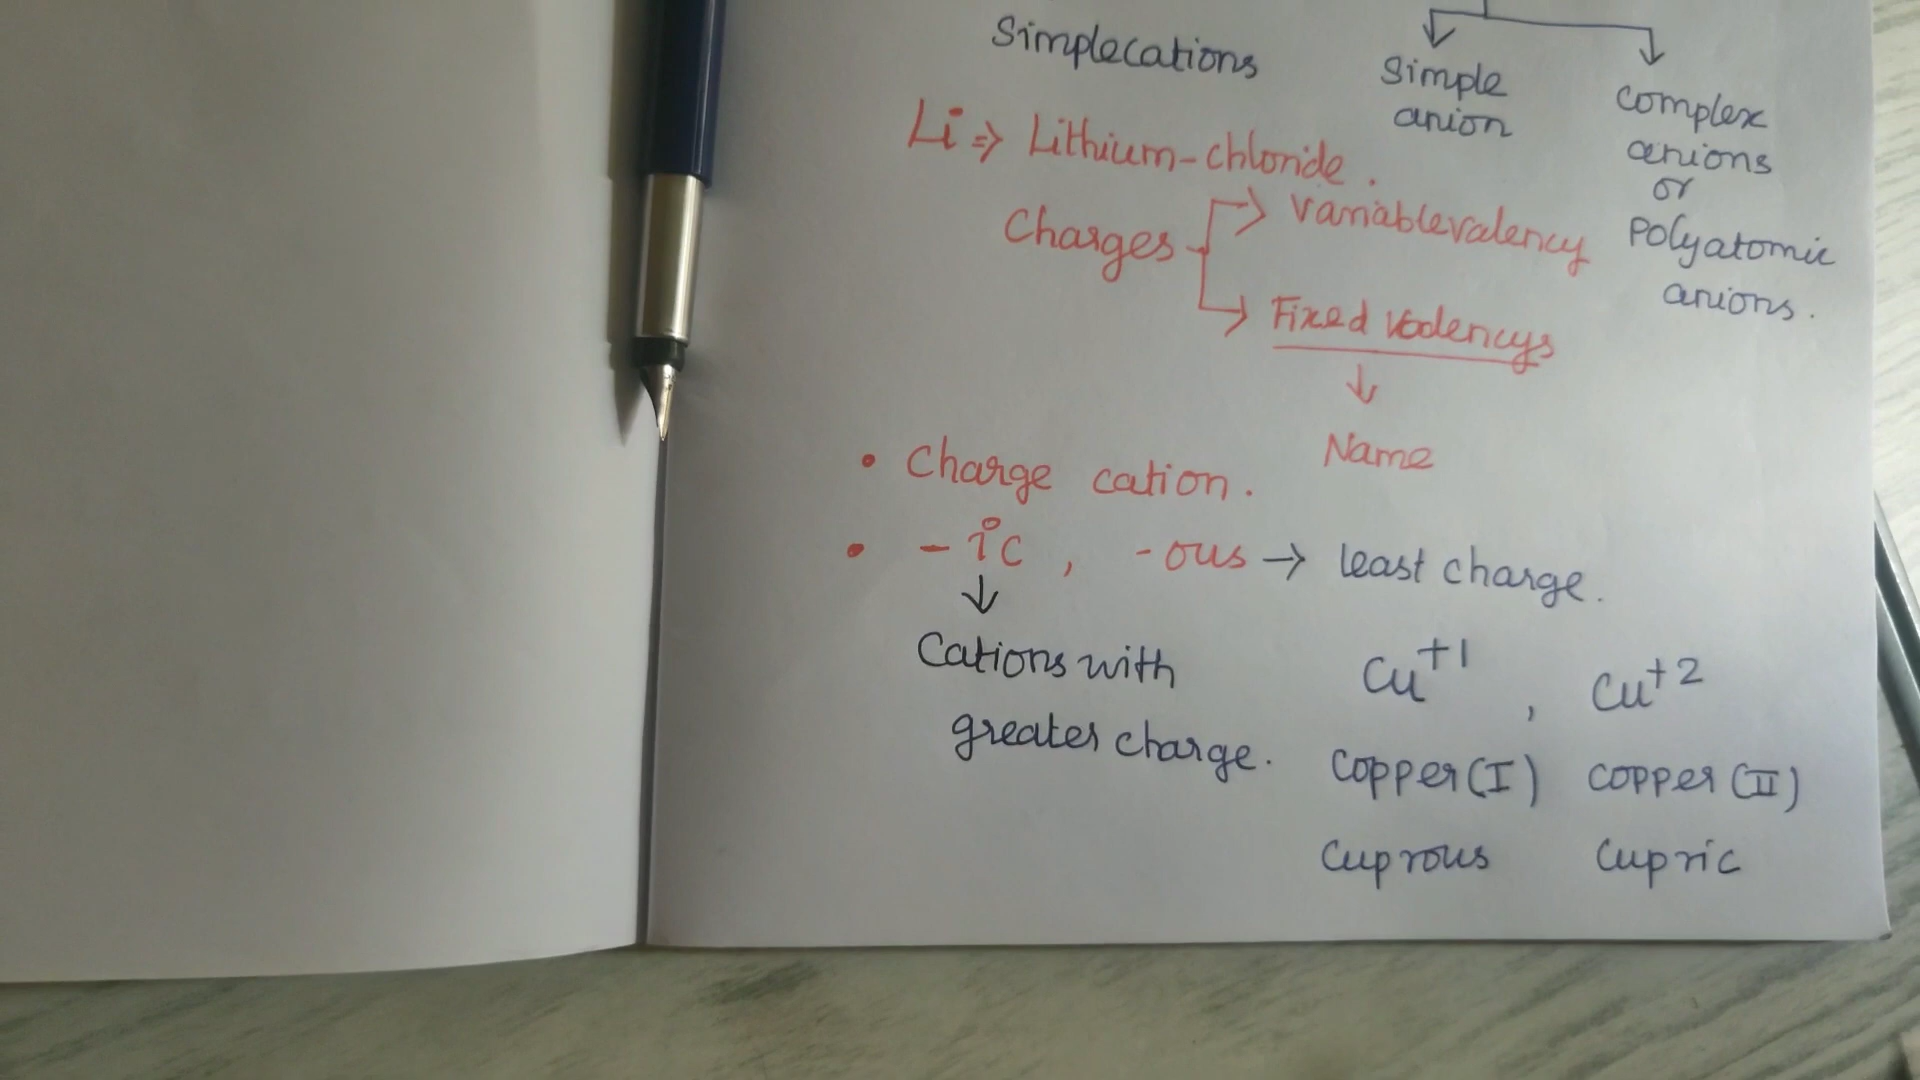 Simplecations
Simple
anion
complex
anions
or
Polyatomic
anions.
Li => Lithium-chloride.
Charges
variablevalency
Fixed valencys
Name
• Charge cation.
• -ic , -ous → least charge.
Cations with
greater charge.
Cu+1 , Cu+2
Copper(I) copper(II)
Cuprous Cupric